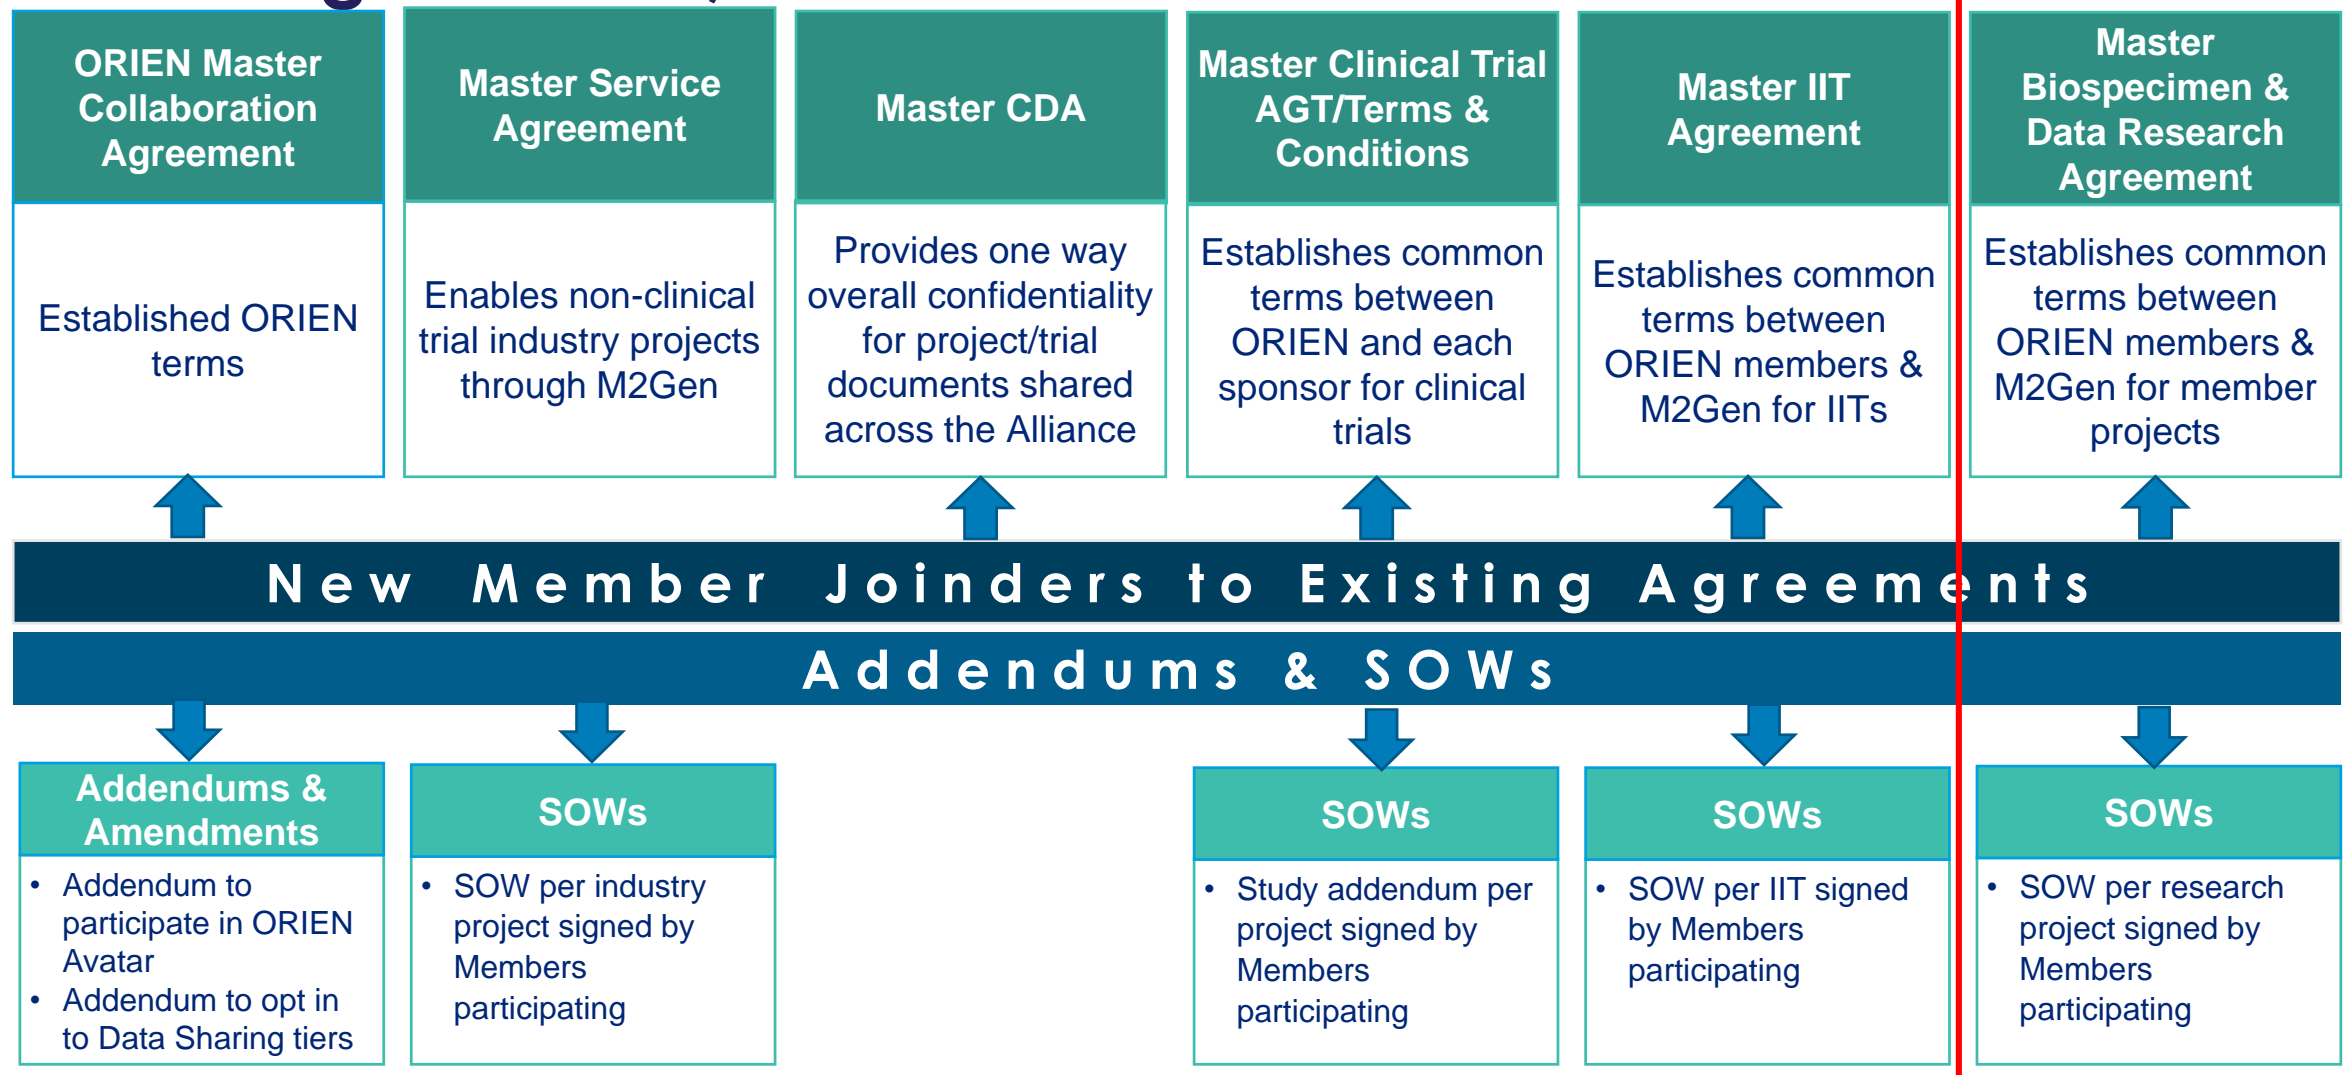 ORIEN Master
Collaboration
Agreement
Established ORIEN
terms
Master Service
Agreement
Enables non-clinical
trial industry projects
through M2Gen
Master CDA
Provides one way
overall confidentiality
for project/trial
documents shared
across the Alliance
Master Clinical Trial
AGT/Terms &
Conditions
Establishes common
terms between
ORIEN and each
sponsor for clinical
trials
Master IIT
Agreement
Establishes common
terms between
ORIEN members &
M2Gen for IITs
Master
Biospecimen &
Data Research
Agreement
Establishes common
terms between
ORIEN members &
M2Gen for member
projects
New Member Joinders to Existing Agreements
Addendums & SOWs
Addendums &
Amendments
• Addendum to
participate in ORIEN
Avatar
• Addendum to opt in
to Data Sharing tiers
SOWs
• SOW per industry
project signed by
Members
participating
SOWs
• Study addendum per
project signed by
Members
participating
SOWs
• SOW per IIT signed
by Members
participating
SOWs
• SOW per research
project signed by
Members
participating